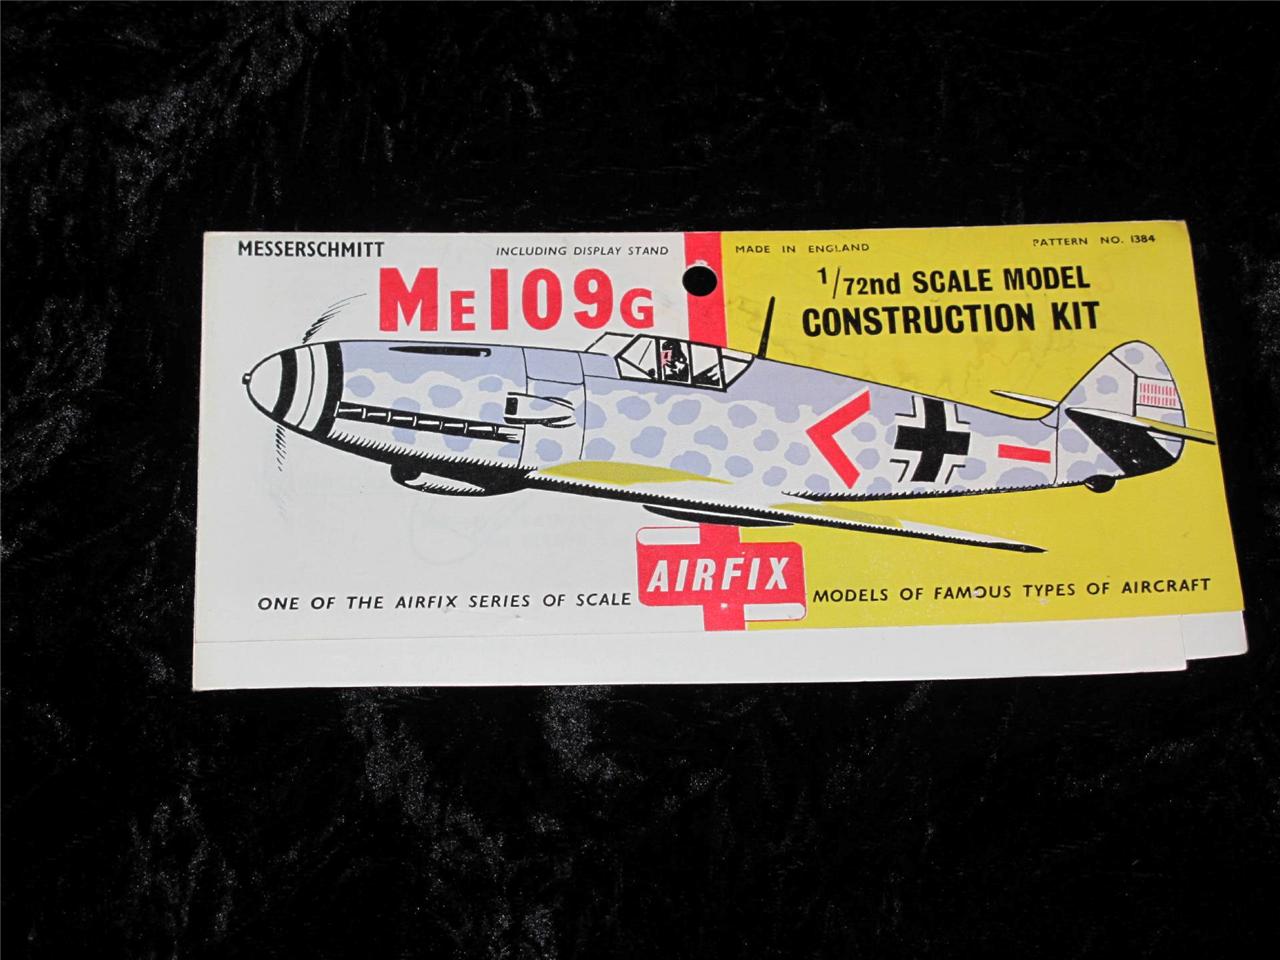 MESSERSCHMITT
INCLUDING DISPLAY STAND
ME109G
MADE IN ENGLAND
PATTERN NO. 1384
1/72nd SCALE MODEL
CONSTRUCTION KIT
AIRFIX
ONE OF THE AIRFIX SERIES OF SCALE MODELS OF FAMOUS TYPES OF AIRCRAFT